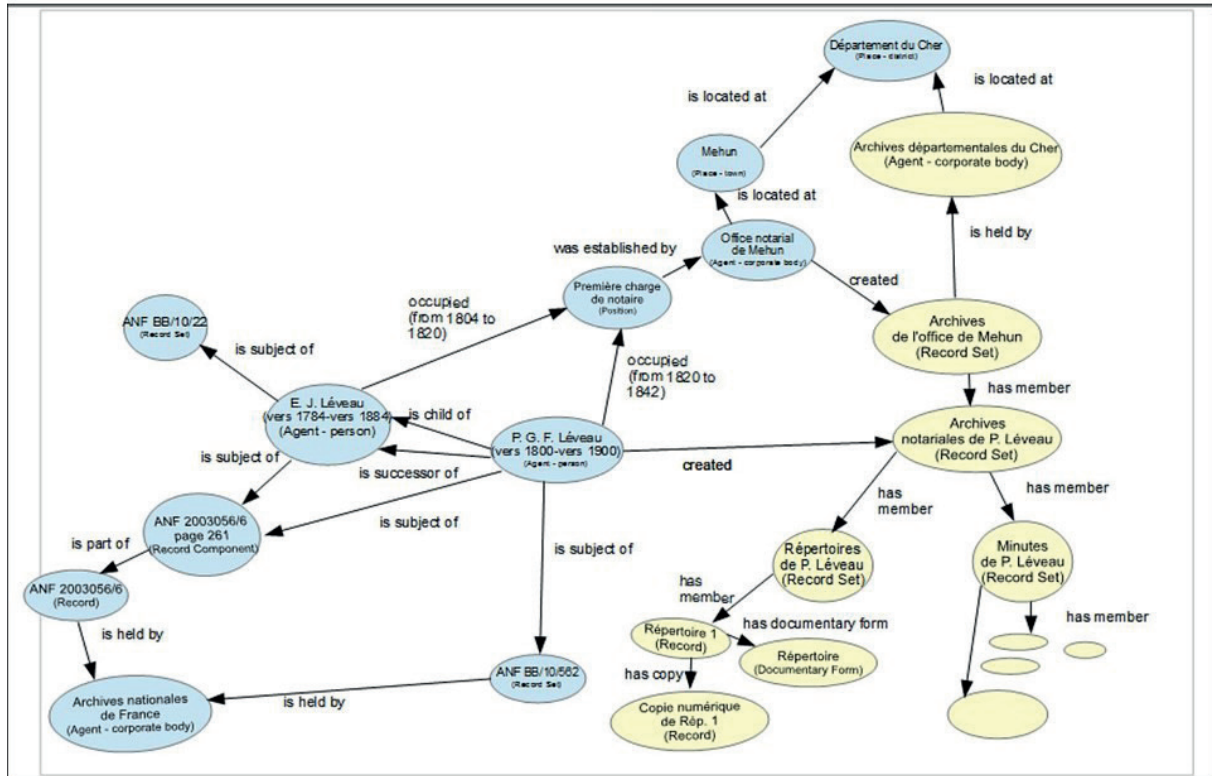 Département du Cher
(Place - district)
is located at
is located at
Mehun
(Place - town)
Archives départementales du Cher
(Agent - corporate body)
is located at
is held by
Office notarial
de Mehun
(Agent - corporate body)
was established by
created
Première charge
de notaire
(Position)
occupied
(from 1804 to
1820)
ANF BB/10/22
(Record Set)
is subject of
Archives
de l'office de Mehun
(Record Set)
occupied
(from 1820 to
1842)
has member
E. J. Léveau
(vers 1784-vers 1884)
(Agent - person)
is child of
P. G. F. Léveau
(vers 1800-vers 1900)
(Agent - person)
Archives
notariales de P. Léveau
(Record Set)
is subject of
is successor of
created
has
member
has member
ANF 2003056/6
page 261
(Record Component)
is subject of
is part of
is subject of
Répertoires
de P. Léveau
(Record Set)
Minutes
de P. Léveau
(Record Set)
ANF 2003056/6
(Record)
has
member
has member
is held by
has documentary form
Répertoire 1
(Record)
Répertoire
(Documentary Form)
ANF BB/10/562
(Record Set)
has copy
is held by
Archives nationales
de France
(Agent - corporate body)
Copie numérique
de Rép. 1
(Record)